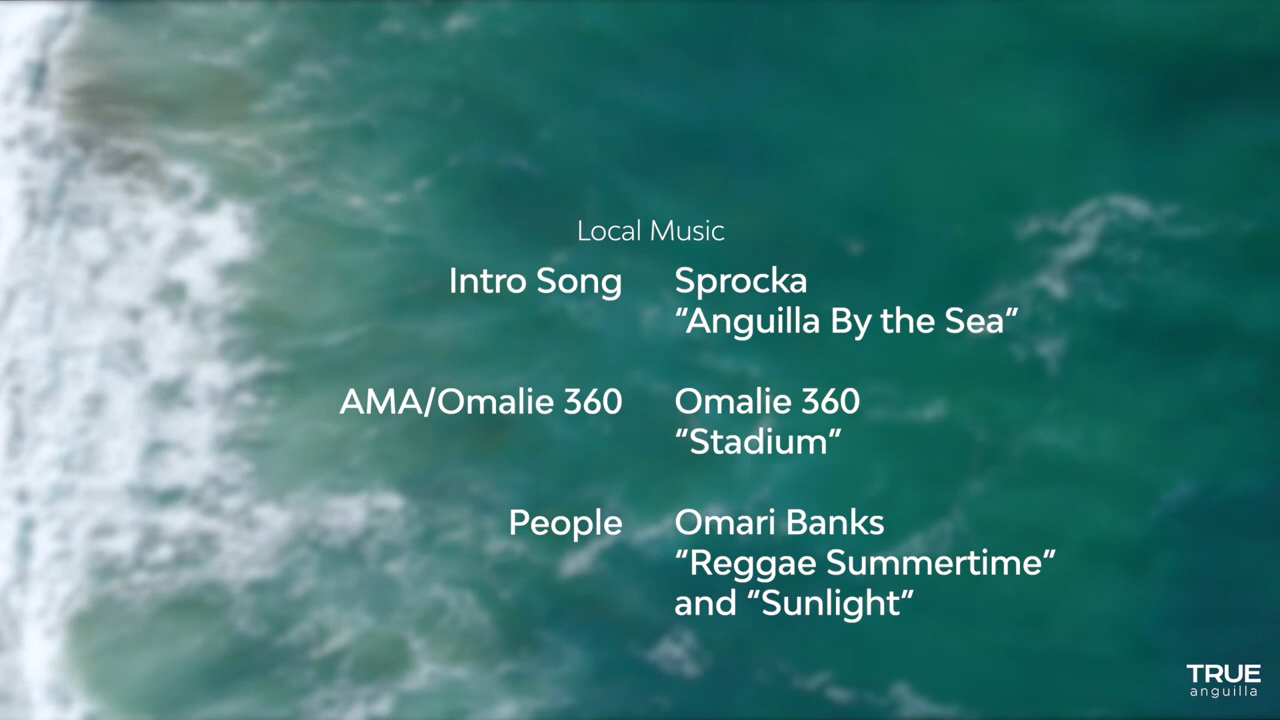 Local Music
Intro Song Sprocka
“Anguilla By the Sea”
AMA/Omalie 360 Omalie 360
“Stadium”
People Omari Banks
“Reggae Summertime”
and “Sunlight”
TRUE
anguilla